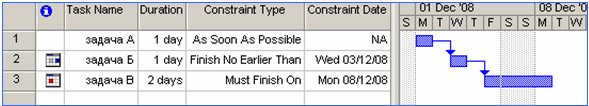 Task Name Duration Constraint Type Constraint Date 01 Dec '08 08 Dec '0
S M T W T F S S M T
1 задача А 1 day As Soon As Possible NA
2 задача Б 1 day Finish No Earlier Than Wed 03/12/08
3 задача В 2 days Must Finish On Mon 08/12/08